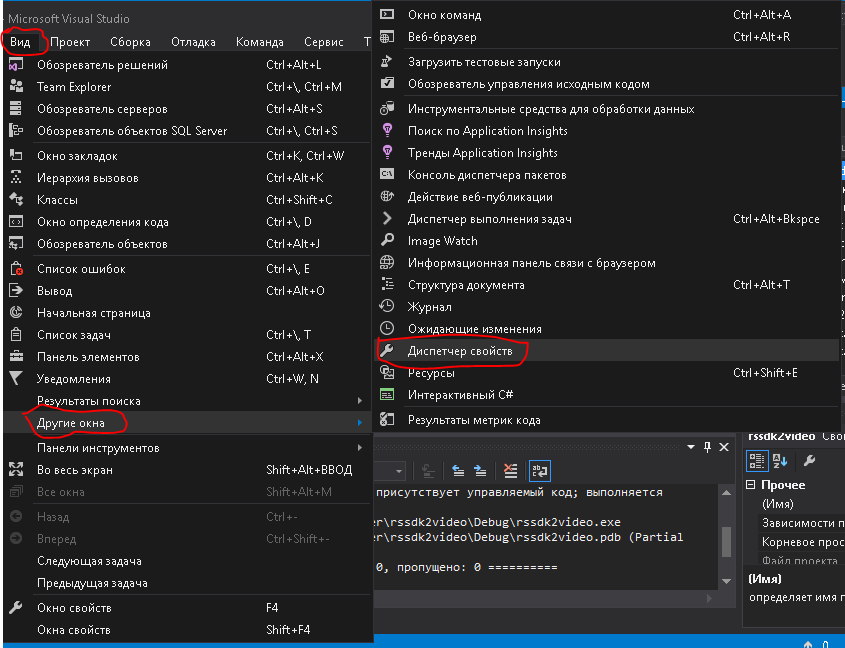 Microsoft Visual Studio
Вид Проект Сборка Отладка Команда Сервис Т
Обозреватель решений Ctrl+Alt+L
Team Explorer Ctrl+\, Ctrl+M
Обозреватель серверов Ctrl+Alt+S
Обозреватель объектов SQL Server Ctrl+\, Ctrl+S
Окно закладок Ctrl+K, Ctrl+W
Иерархия вызовов Ctrl+Alt+K
Классы Ctrl+Shift+C
Окно определения кода Ctrl+\, D
Обозреватель объектов Ctrl+Alt+J
Список ошибок Ctrl+\, E
Вывод Ctrl+Alt+O
Начальная страница
Список задач Ctrl+\, T
Панель элементов Ctrl+Alt+X
Уведомления Ctrl+W, N
Результаты поиска
Другие окна
Панели инструментов
Во весь экран Shift+Alt+ВВОД
Все окна Shift+Alt+M
Назад Ctrl+-
Вперед Ctrl+Shift+-
Следующая задача
Предыдущая задача
Окно свойств F4
Окна свойств Shift+F4
Окно команд Ctrl+Alt+A
Веб-браузер Ctrl+Alt+R
Загрузить тестовые запуски
Обозреватель управления исходным кодом
Инструментальные средства для обработки данных
Поиск по Application Insights
Тренды Application Insights
Консоль диспетчера пакетов
Действие веб-публикации
Диспетчер выполнения задач Ctrl+Alt+Bkspce
Image Watch
Информационная панель связи с браузером
Структура документа Ctrl+Alt+T
Журнал
Ожидающие изменения
Диспетчер свойств
Ресурсы Ctrl+Shift+E
Интерактивный C#
Результаты метрик кода
присутствует управляемый код; выполняется
er\rssdk2video\Debug\rssdk2video.exe
er\rssdk2video\Debug\rssdk2video.pdb (Partial
0, пропущено: 0 ==========
rssdk2video Сво
Прочее
(Имя)
Зависимости п
Корневое прос
Файл проекта
(Имя)
определяет имя п
0